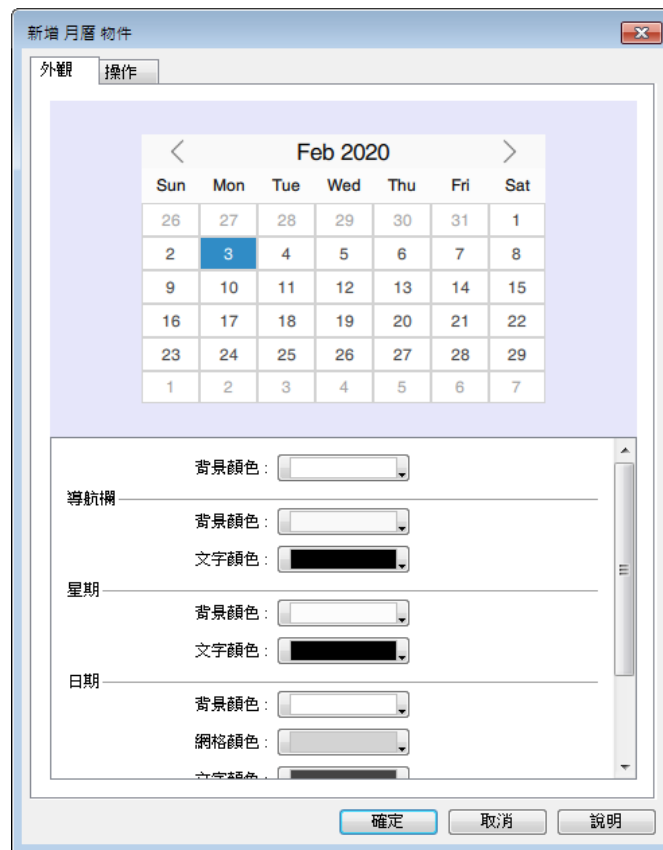 新增 月曆 物件
外觀 操作
Feb 2020
Sun Mon Tue Wed Thu Fri Sat
26 27 28 29 30 31 1
2 3 4 5 6 7 8
9 10 11 12 13 14 15
16 17 18 19 20 21 22
23 24 25 26 27 28 29
1 2 3 4 5 6 7
背景顏色 :
導航欄
背景顏色 :
文字顏色 :
星期
背景顏色 :
文字顏色 :
日期
背景顏色 :
網格顏色 :
文字顏色 :
確定 取消 說明